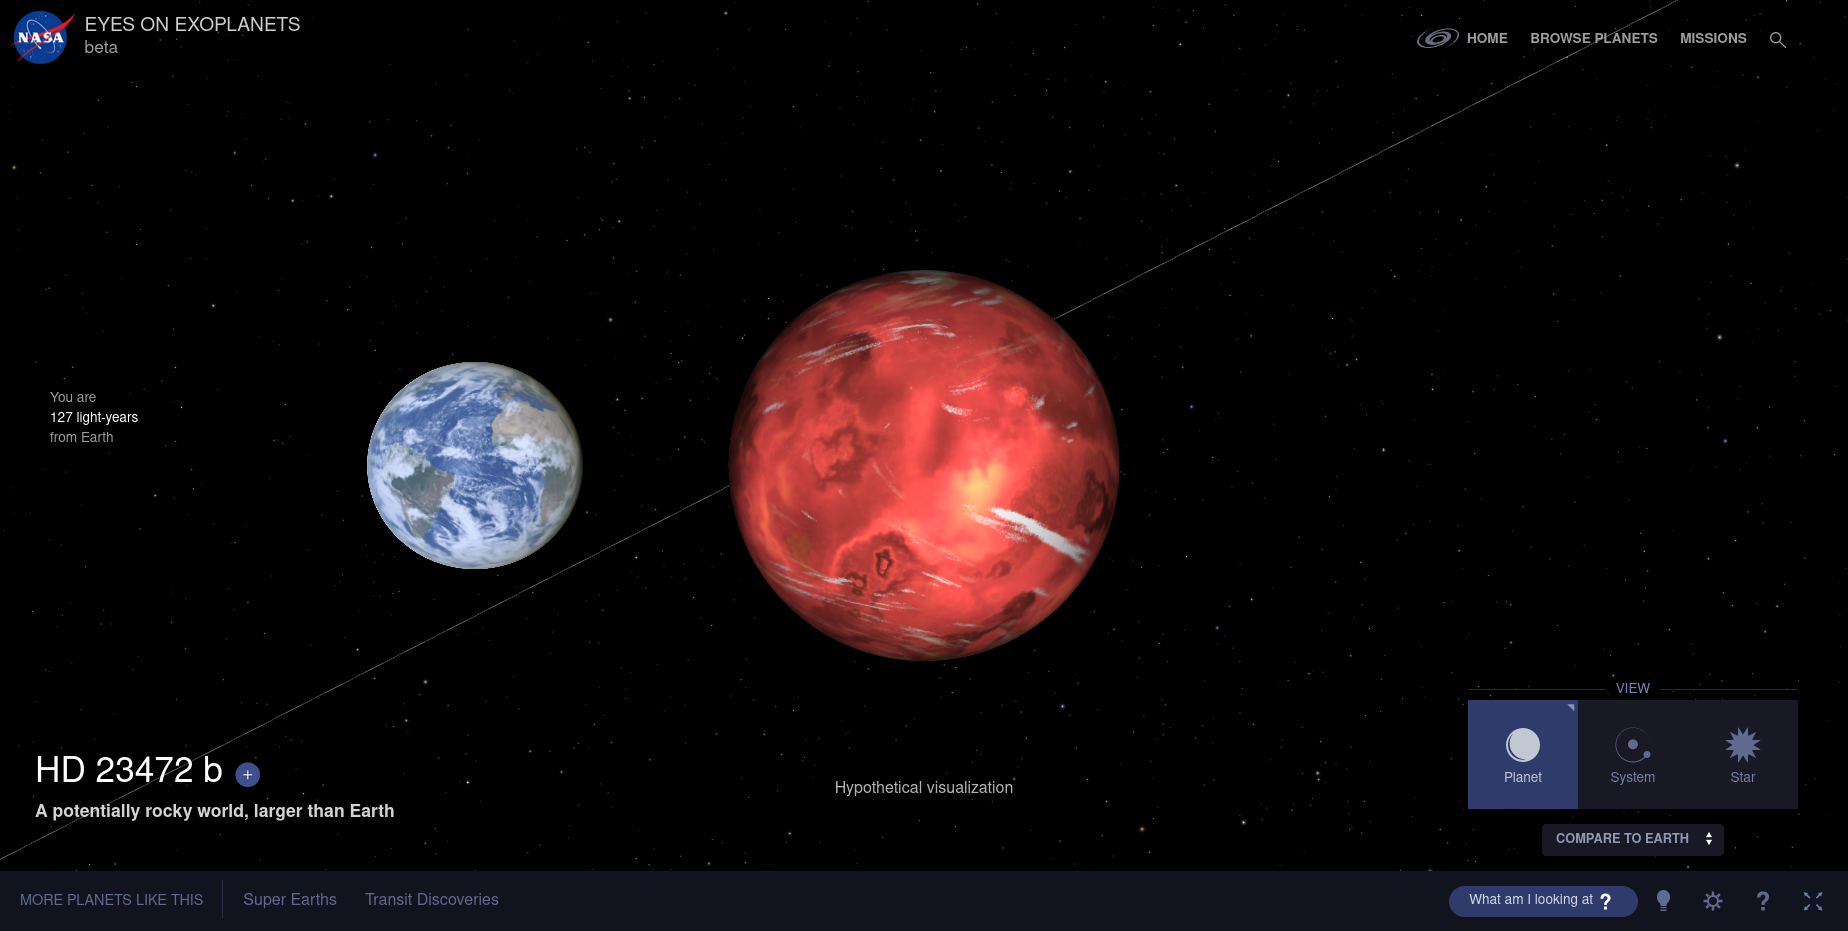 NASA
EYES ON EXOPLANETS
beta
HOME
BROWSE PLANETS
MISSIONS
You are
127 light-years
from Earth
HD 23472 b +
A potentially rocky world, larger than Earth
Hypothetical visualization
VIEW
Planet
System
Star
COMPARE TO EARTH
MORE PLANETS LIKE THIS
Super Earths
Transit Discoveries
What am I looking at ?
?